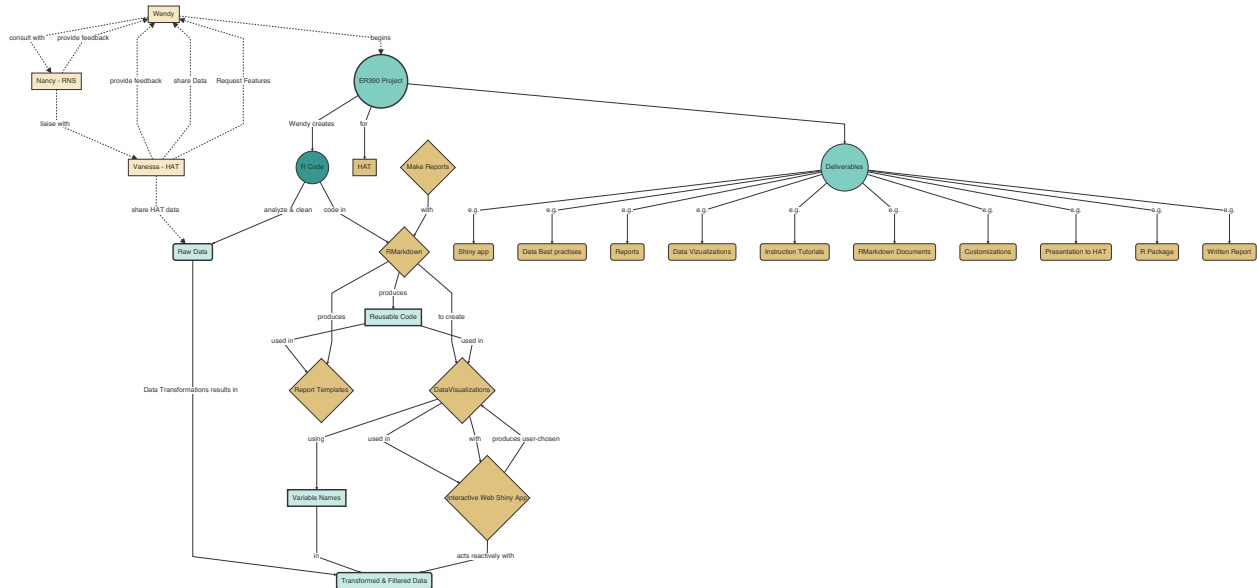 Wendy
consult with
provide feedback
begins
Nancy - RNS
provide feedback
share Data
Request Features
ER390 Project
liaise with
Wendy creates
for
Vanessa - HAT
R Code
HAT
Make Reports
Deliverables
share HAT data
analyze & clean
code in
with
e.g.
e.g.
e.g.
e.g.
e.g.
e.g.
e.g.
e.g.
e.g.
e.g.
Raw Data
RMarkdown
Shiny app
Data Best practises
Reports
Data Vizualizations
Instruction Tutorials
RMarkdown Documents
Customizations
Presentation to HAT
R Package
Written Report
produces
produces
Reusable Code
to create
used in
used in
Data Transformations results in
Report Templates
DataVisualizations
using
used in
with
produces user-chosen
Variable Names
Interactive Web Shiny App
in
acts reactively with
Transformed & Filtered Data